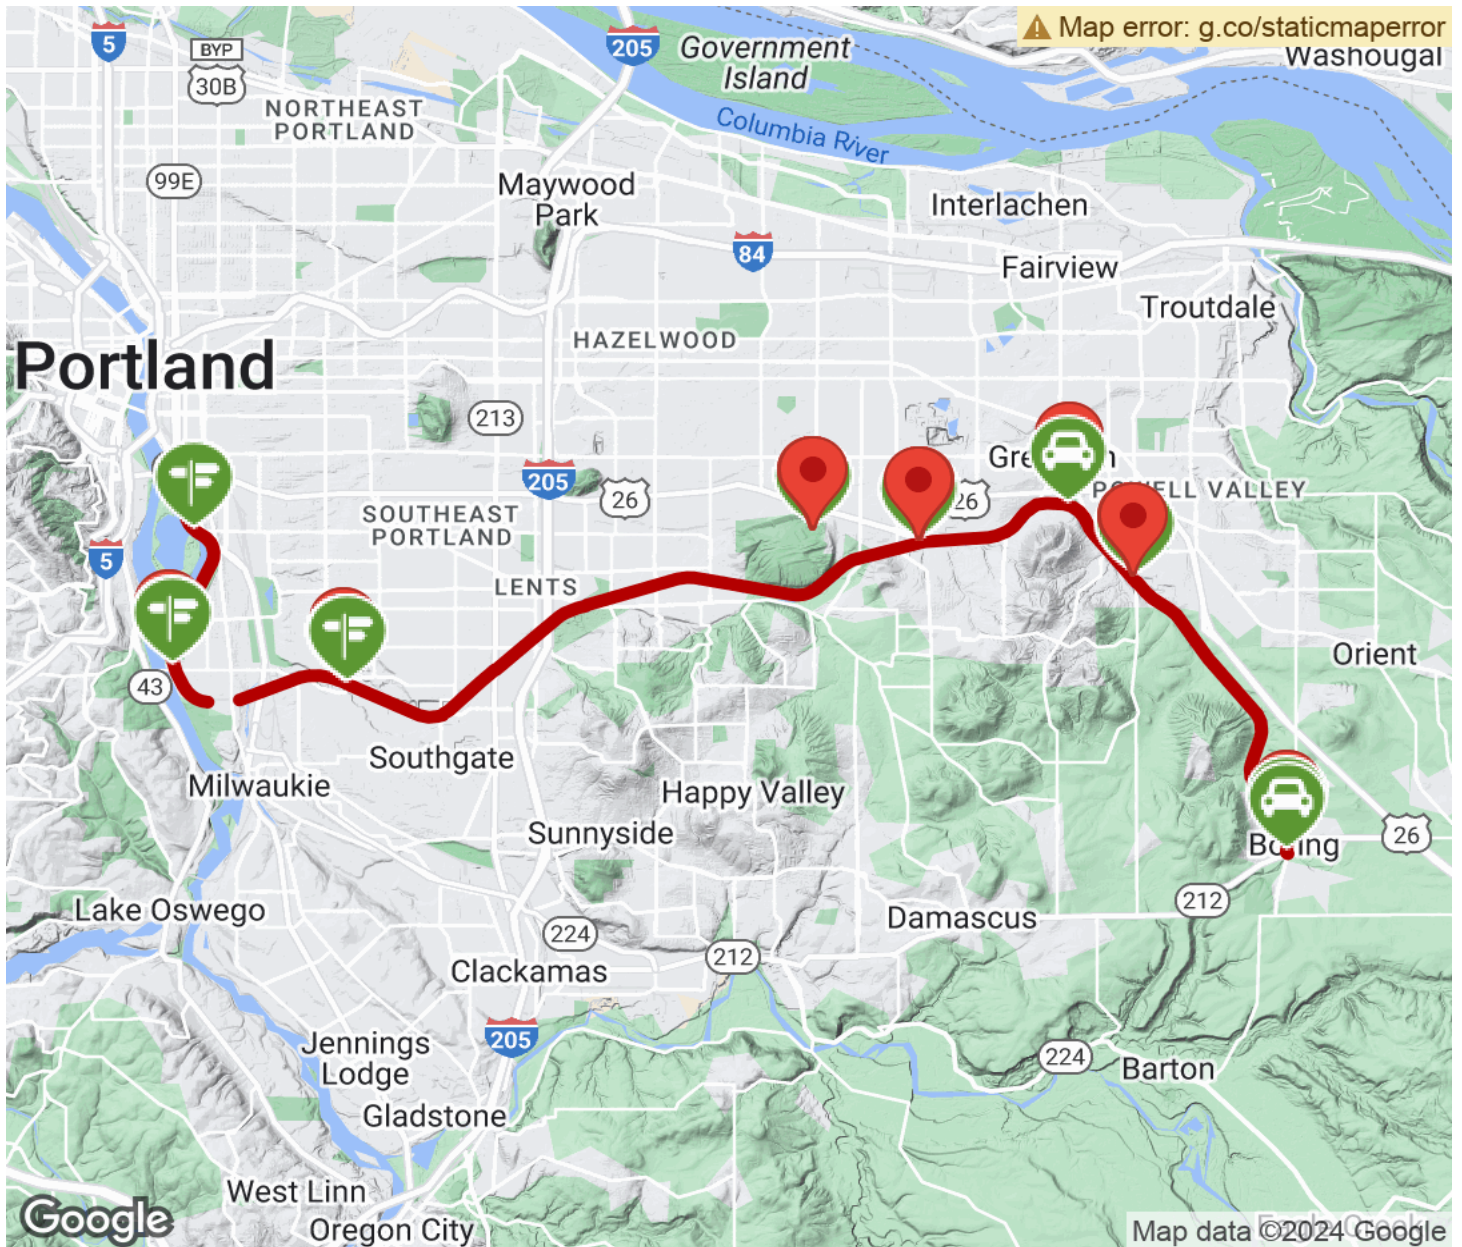 Map error: g.co/staticmaperror
5
BYP
30B
205
Government
Island
Washougal
NORTHEAST
PORTLAND
Columbia River
99E
Maywood
Park
Interlachen
84
Fairview
Troutdale
HAZELWOOD
Portland
213
205
26
26
POWELL VALLEY
SOUTHEAST
PORTLAND
5
LENTS
43
Orient
Southgate
Milwaukie
Happy Valley
Sunnyside
26
212
Lake Oswego
Damascus
224
212
Clackamas
205
Jennings
Lodge
224
Barton
Gladstone
West Linn
Oregon City
Google
Map data ©2024 Google